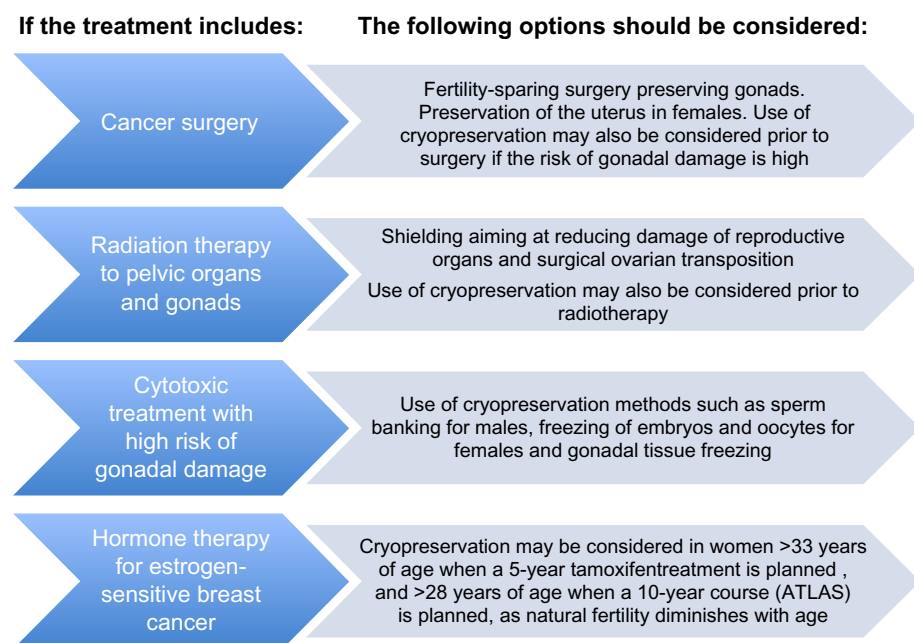 If the treatment includes:
The following options should be considered:
Cancer surgery
Fertility-sparing surgery preserving gonads.
Preservation of the uterus in females. Use of
cryopreservation may also be considered prior to
surgery if the risk of gonadal damage is high
Radiation therapy
to pelvic organs
and gonads
Shielding aiming at reducing damage of reproductive
organs and surgical ovarian transposition
Use of cryopreservation may also be considered prior to
radiotherapy
Cytotoxic
treatment with
high risk of
gonadal damage
Use of cryopreservation methods such as sperm
banking for males, freezing of embryos and oocytes for
females and gonadal tissue freezing
Hormone therapy
for estrogen-
sensitive breast
cancer
Cryopreservation may be considered in women >33 years
of age when a 5-year tamoxifentreatment is planned ,
and >28 years of age when a 10-year course (ATLAS)
is planned, as natural fertility diminishes with age